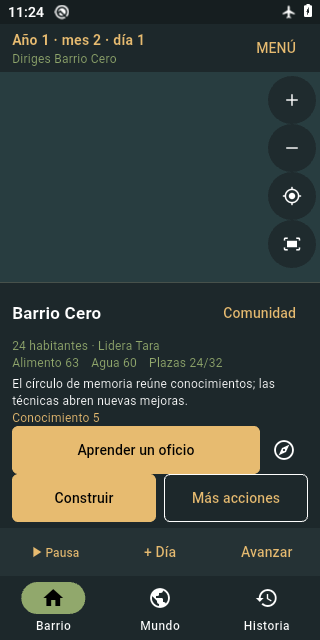 11:24
Año 1 · mes 2 · día 1
MENÚ
Diriges Barrio Cero
Barrio Cero
Comunidad
24 habitantes · Lidera Tara
Alimento 63 Agua 60 Plazas 24/32
El círculo de memoria reúne conocimientos; las
técnicas abren nuevas mejoras.
Conocimiento 5
Aprender un oficio
Construir
Más acciones
Pausa
+ Día
Avanzar
Barrio
Mundo
Historia